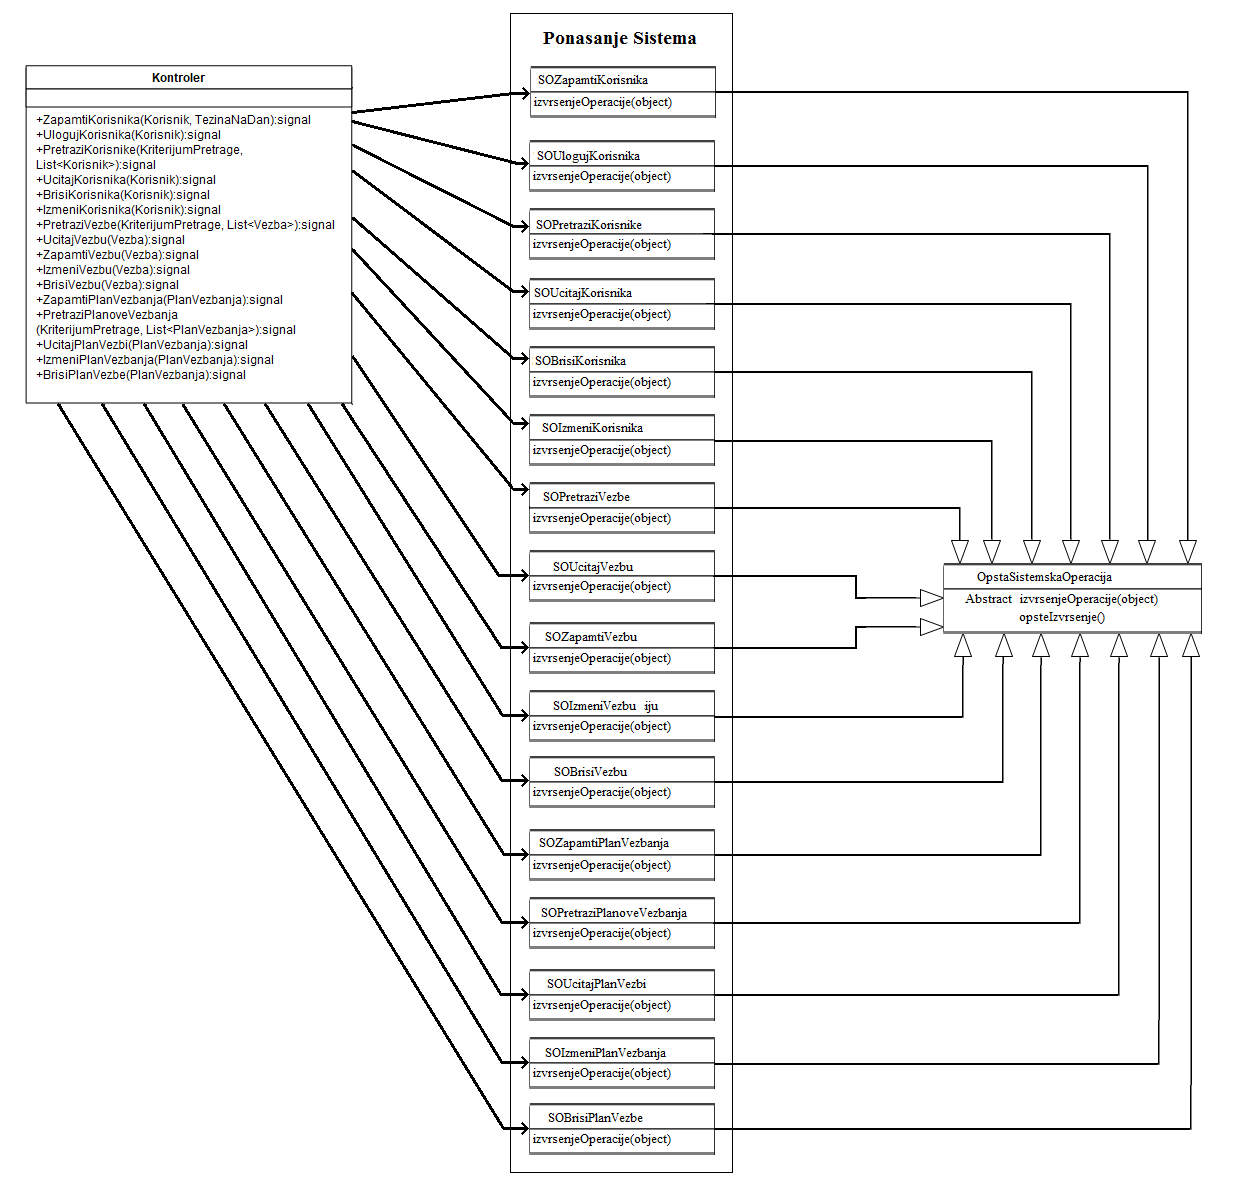 Ponasanje Sistema
Kontroler
+ZapamtiKorisnika(Korisnik, TezinaNaDan):signal
+UlogujKorisnika(Korisnik):signal
+PretraziKorisnike(KriterijumPretrage,
List<Korisnik>):signal
+UcitajKorisnika(Korisnik):signal
+BrisiKorisnika(Korisnik):signal
+IzmeniKorisnika(Korisnik):signal
+PretraziVezbe(KriterijumPretrage, List<Vezba>):signal
+UcitajVezbu(Vezba):signal
+ZapamtiVezbu(Vezba):signal
+IzmeniVezbu(Vezba):signal
+BrisiVezbu(Vezba):signal
+ZapamtiPlanVezbanja(PlanVezbanja):signal
+PretraziPlanoveVezbanja
(KriterijumPretrage, List<PlanVezbanja>):signal
+UcitajPlanVezbi(PlanVezbanja):signal
+IzmeniPlanVezbanja(PlanVezbanja):signal
+BrisiPlanVezbe(PlanVezbanja):signal
SOZapamtiKorisnika
izvrsenjeOperacije(object)
SOUlogujKorisnika
izvrsenjeOperacije(object)
SOPretraziKorisnike
izvrsenjeOperacije(object)
SOUcitajKorisnika
izvrsenjeOperacije(object)
SOBrisiKorisnika
izvrsenjeOperacije(object)
SOIzmeniKorisnika
izvrsenjeOperacije(object)
SOPretraziVezbe
izvrsenjeOperacije(object)
SOUcitajVezbu
izvrsenjeOperacije(object)
SOZapamtiVezbu
izvrsenjeOperacije(object)
SOIzmeniVezbu iju
izvrsenjeOperacije(object)
SOBrisiVezbu
izvrsenjeOperacije(object)
SOZapamtiPlanVezbanja
izvrsenjeOperacije(object)
SOPretraziPlanoveVezbanja
izvrsenjeOperacije(object)
SOUcitajPlanVezbi
izvrsenjeOperacije(object)
SOIzmeniPlanVezbanja
izvrsenjeOperacije(object)
SOBrisiPlanVezbe
izvrsenjeOperacije(object)
OpstaSistemskaOperacija
Abstract izvrsenjeOperacije(object)
opsteIzvrsenje()